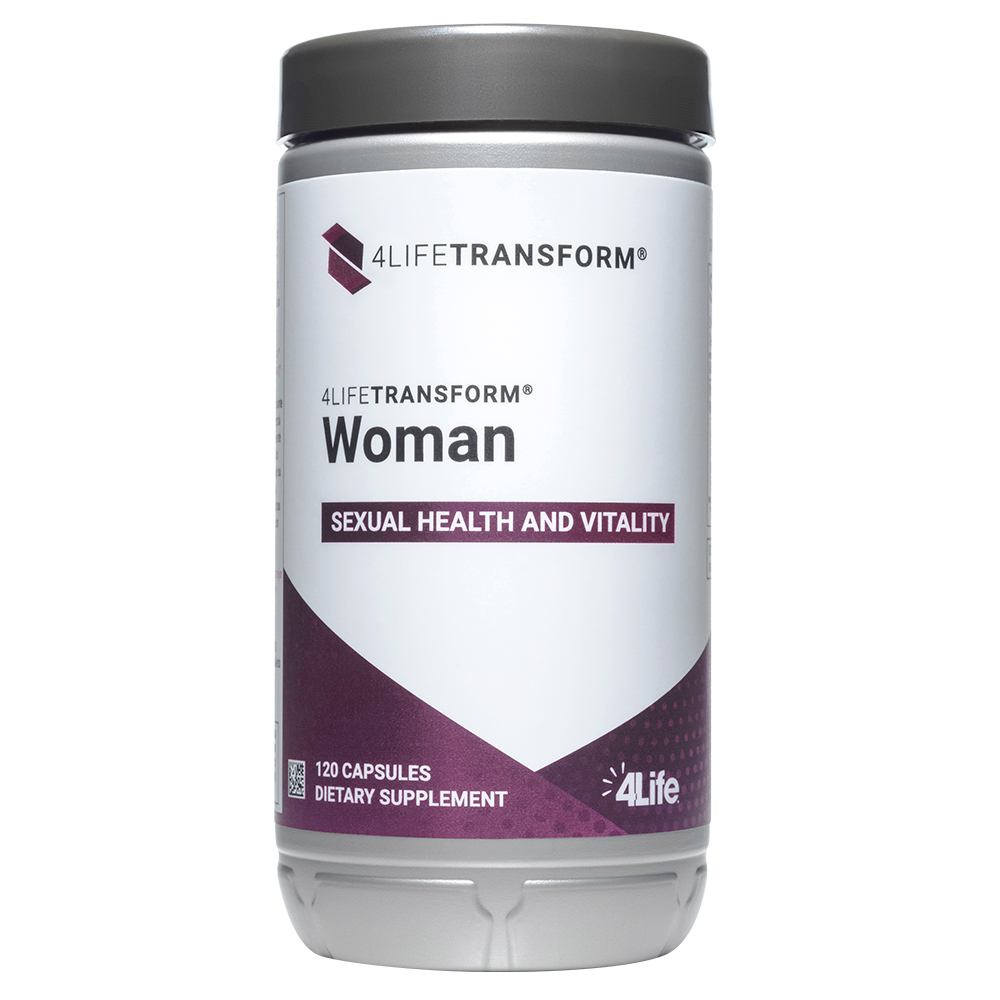 4LIFETRANSFORM®
4LIFETRANSFORM®
Woman
SEXUAL HEALTH AND VITALITY
120 CAPSULES
DIETARY SUPPLEMENT
4Life